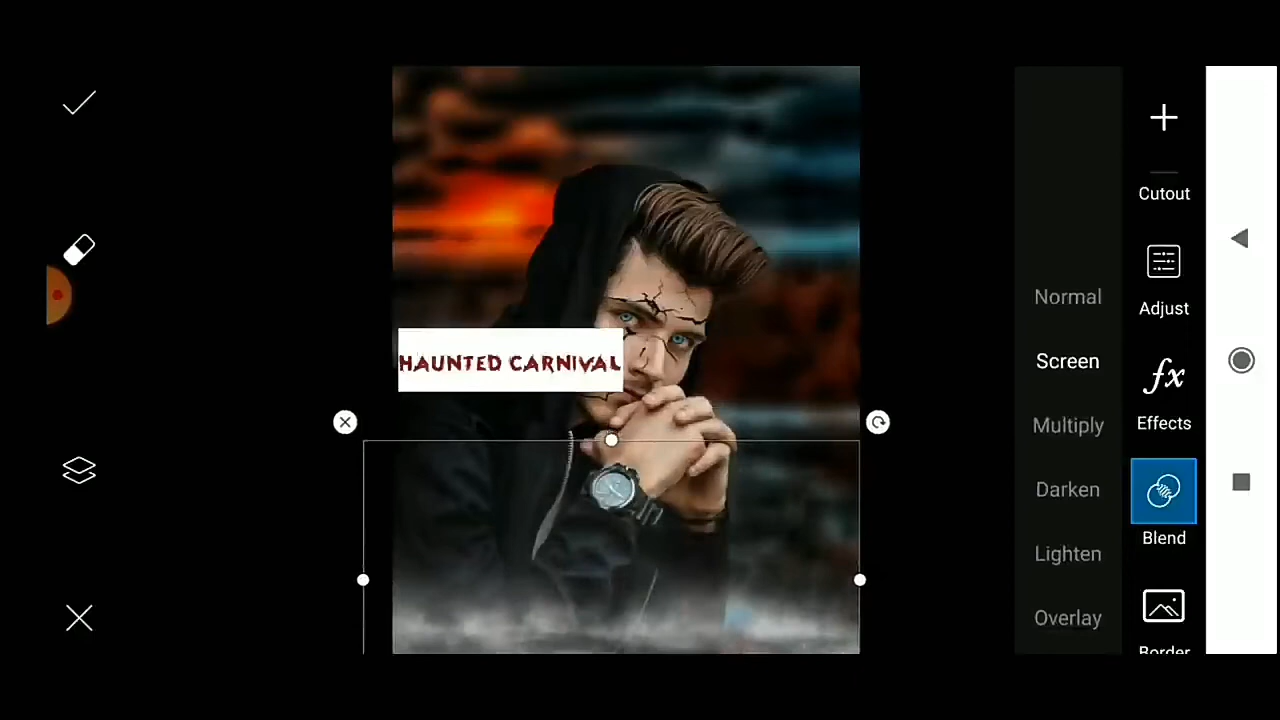 HAUNTED CARNIVAL
Cutout
Adjust
Effects
Blend
Border
Normal
Screen
Multiply
Darken
Lighten
Overlay